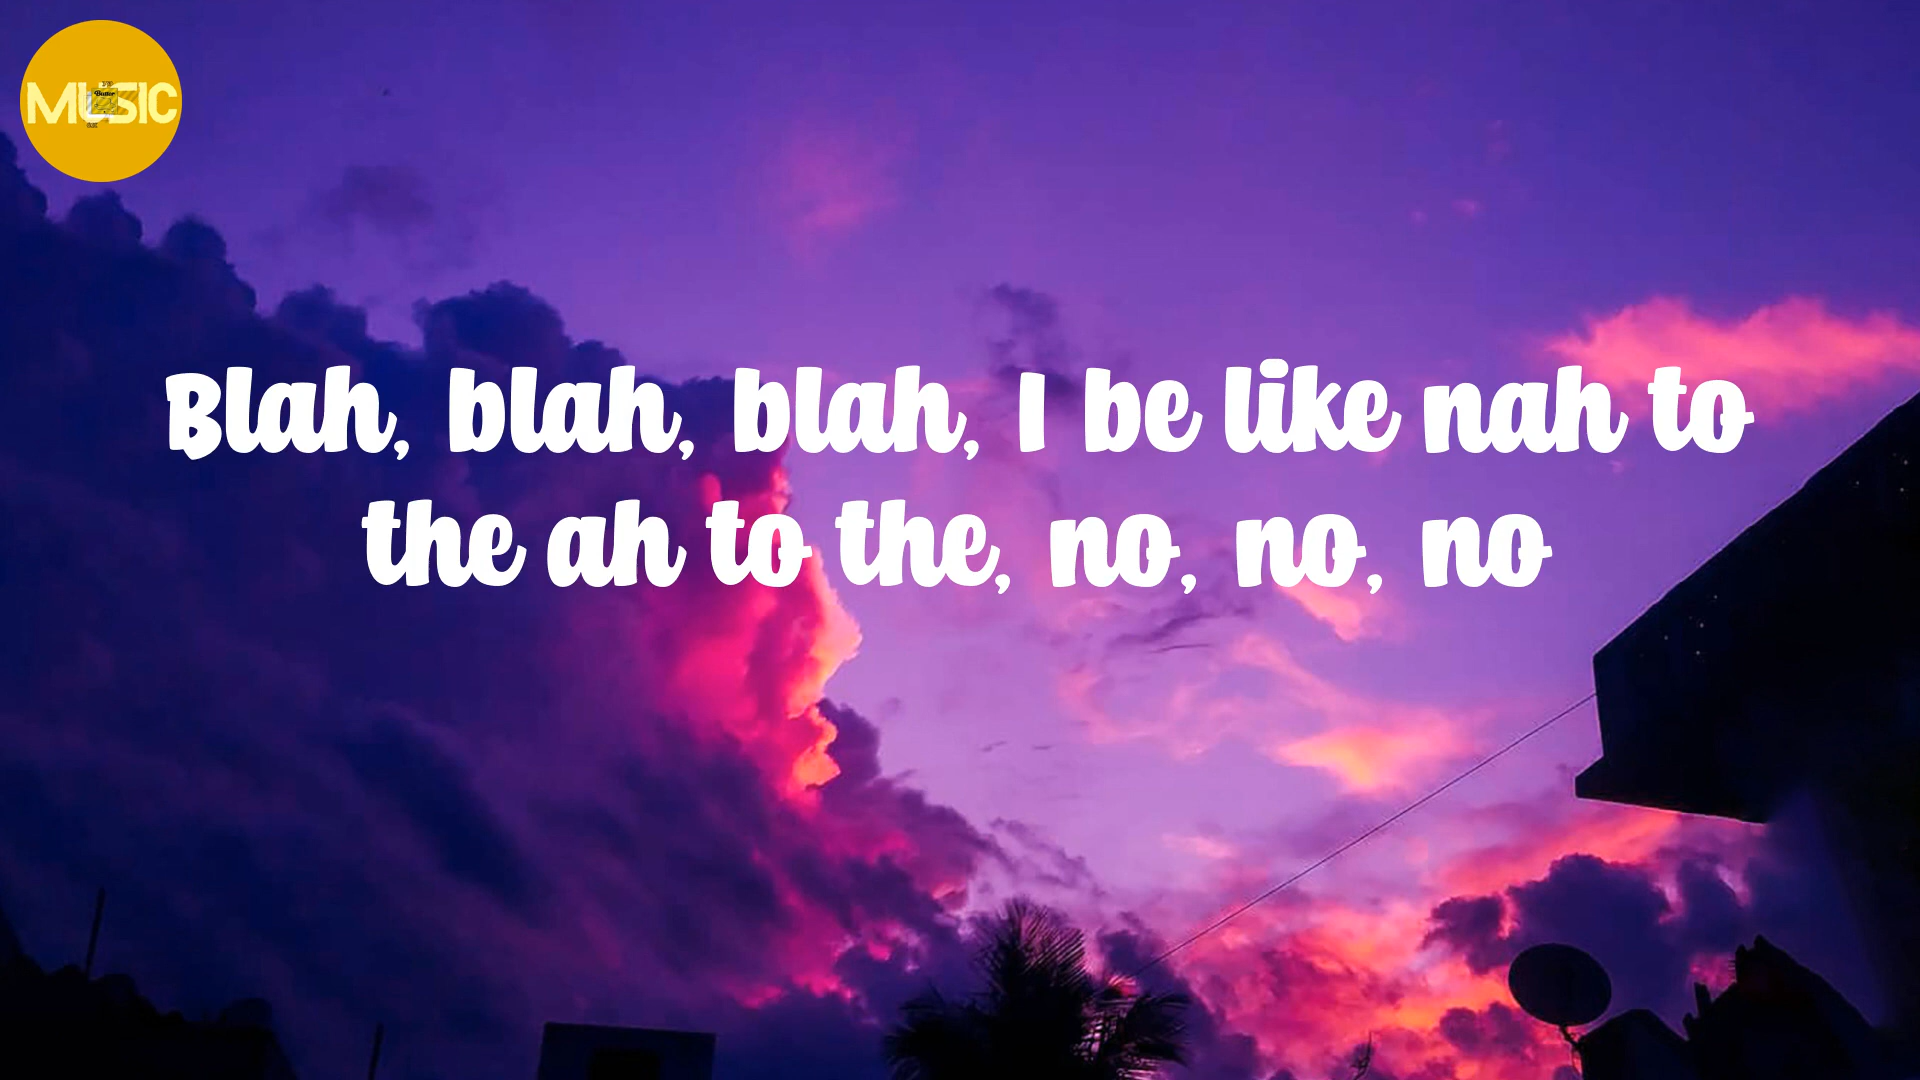 MUSIC
Blah, blah, blah, I be like nah to
the ah to the, no, no, no